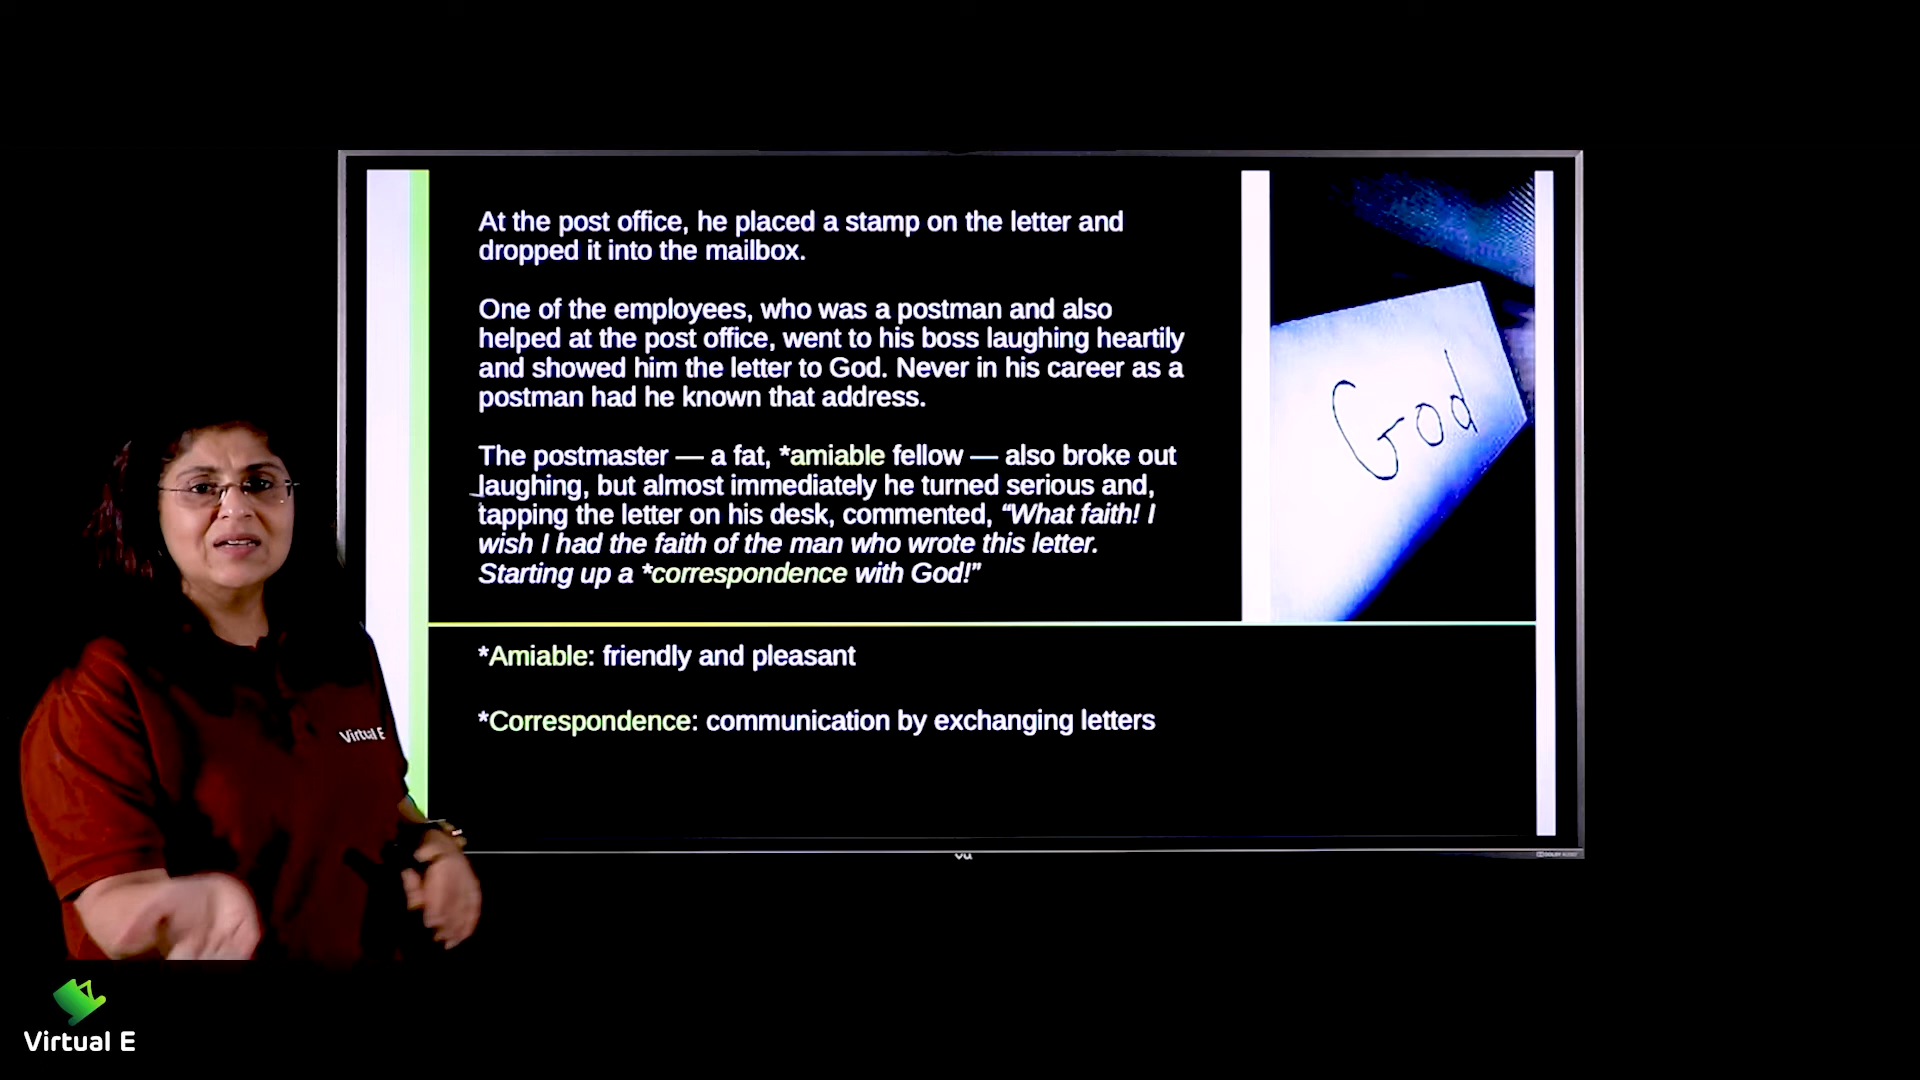 At the post office, he placed a stamp on the letter and
dropped it into the mailbox.
One of the employees, who was a postman and also
helped at the post office, went to his boss laughing heartily
and showed him the letter to God. Never in his career as a
postman had he known that address.
The postmaster — a fat, *amiable fellow — also broke out
laughing, but almost immediately he turned serious and,
tapping the letter on his desk, commented, “What faith! I
wish I had the faith of the man who wrote this letter.
Starting up a *correspondence with God!”
God
*Amiable: friendly and pleasant
*Correspondence: communication by exchanging letters
Virtual E
Vu
Virtual E